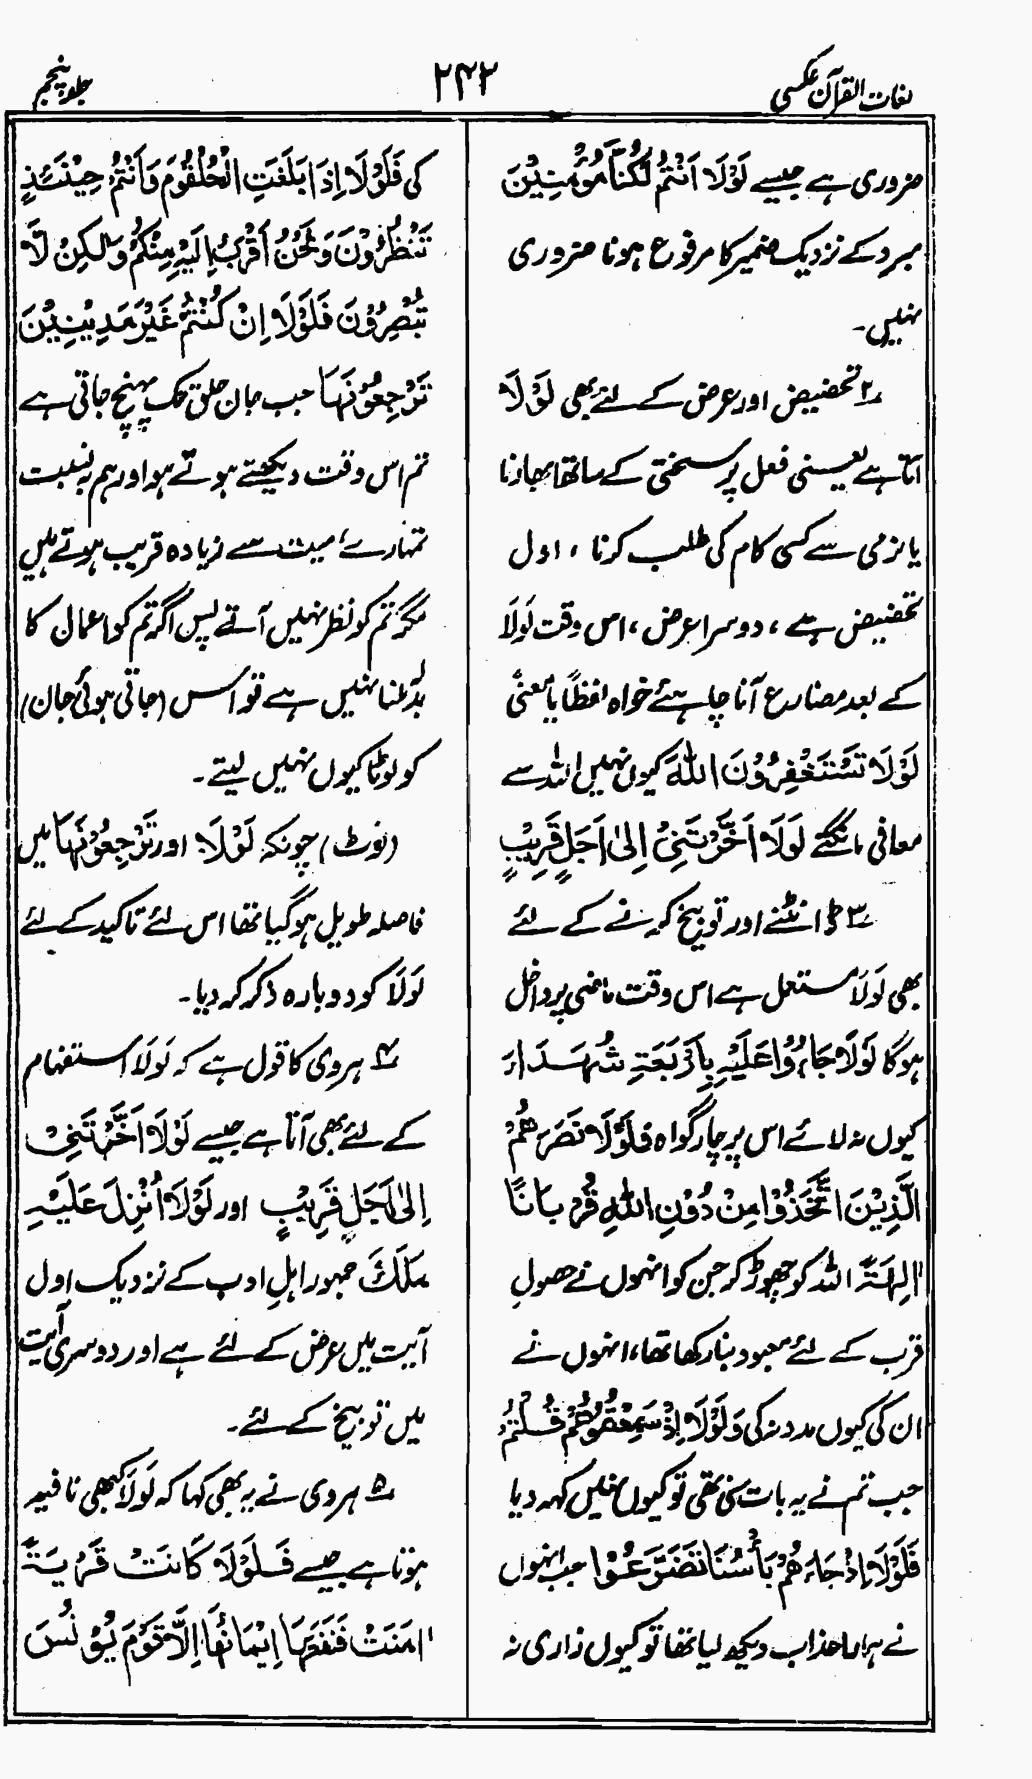 لغات القرآن عکسی
۲۴۲
جلد پنجم
ضروری ہے جیسے لَوْلَا اَنْتُمْ لَكُنَّا مُؤْمِنِیْنَ
مبرد کے نزدیک ضمیر کا مرفوع ہونا ضروری
نہیں۔
۲ تحضیض اور عرض کے لئے بھی لَوْلَا
آتا ہے یعنی فعل پر سختی کے ساتھ ابھارنا
یا نرمی سے کسی کام کی طلب کرنا ، اول
تحضیض ہے ، دوسرا عرض ، اس وقت لَوْلَا
کے بعد مضارع آنا چاہئے خواہ لفظاً یا معنیً
لَوْلَا تَسْتَغْفِرُوْنَ اللّٰهَ کیوں نہیں اللہ سے
معافی مانگتے لَوْلَا اَخَّرْتَنِیْ اِلٰى اَجَلٍ قَرِیْبٍ
۳ ڈانٹنے اور توبیخ کرنے کے لئے
بھی لَوْلَا مستعمل ہے اس وقت ماضی پر داخل
ہوگا لَوْلَا جَاءُوْا عَلَیْهِ بِاَرْبَعَةِ شُهَدَاءَ
کیوں نہ لائے اس پر چار گواہ فَلَوْلَا نَصَرَهُمُ
الَّذِیْنَ اتَّخَذُوْا مِنْ دُوْنِ اللّٰهِ قُرْبَانًا
اٰلِهَةً اللہ کو چھوڑ کر جن کو انہوں نے حصولِ
قرب کے لئے معبود بنا رکھا تھا، انہوں نے
ان کی کیوں مدد نہ کی وَلَوْلَا اِذْ سَمِعْتُمُوْهُ قُلْتُمْ
جب تم نے یہ بات سنی تھی تو کیوں نہیں کہہ دیا
فَلَوْلَا اِذْ جَاءَهُمْ بَأْسُنَا تَضَرَّعُوْا جب انہوں
نے ہمارا عذاب دیکھ لیا تھا تو کیوں زاری نہ
کی فَلَوْلَا اِذَا بَلَغَتِ الْحُلْقُوْمَ وَاَنْتُمْ حِیْنَئِذٍ
تَنْظُرُوْنَ وَنَحْنُ اَقْرَبُ اِلَیْهِ مِنْكُمْ وَلٰكِنْ لَّا
تُبْصِرُوْنَ فَلَوْلَا اِنْ كُنْتُمْ غَیْرَ مَدِیْنِیْنَ
تَرْجِعُوْنَهَا جب جان حلق تک پہنچ جاتی ہے
تم اس وقت دیکھتے ہوتے ہو اور ہم بہ نسبت
تمہارے، میت سے زیادہ قریب ہوتے ہیں
مگر تم کو نظر نہیں آتے پس اگر تم کو اعمال کا
بدلہ ملنا نہیں ہے تو اس (جاتی ہوئی جان)
کو لوٹا کیوں نہیں لیتے۔
(نوٹ) چونکہ لَوْلَا اور تَرْجِعُوْنَهَا میں
فاصلہ طویل ہوگیا تھا اس لئے تاکید کے لئے
لَوْلَا کو دوبارہ ذکر کر دیا۔
۴ ہروی کا قول ہے کہ لَوْلَا استفہام
کے لئے بھی آتا ہے جیسے لَوْلَا اَخَّرْتَنِیْ
اِلٰى اَجَلٍ قَرِیْبٍ اور لَوْلَا اُنْزِلَ عَلَیْهِ
مَلَكٌ جمہور اہلِ ادب کے نزدیک اول
آیت میں عرض کے لئے ہے اور دوسری آیت
میں توبیخ کے لئے۔
۵ ہروی نے یہ بھی کہا کہ لَوْلَا کبھی نافیہ
ہوتا ہے جیسے فَلَوْلَا كَانَتْ قَرْیَةٌ
اٰمَنَتْ فَنَفَعَهَا اِیْمَانُهَا اِلَّا قَوْمَ یُوْنُسَ